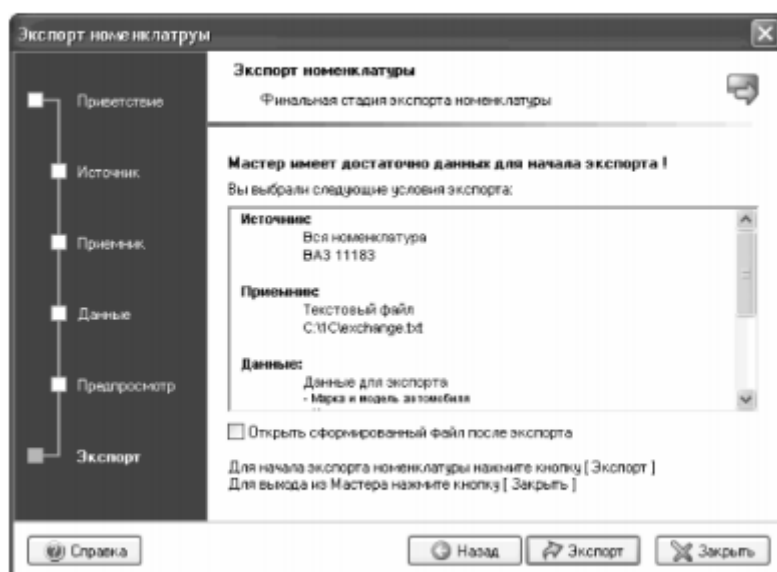 Экспорт номенклатрум
Приветствие
Источник
Приемник
Данные
Предпросмотр
Экспорт
Экспорт номенклатуры
Финальная стадия экспорта номенклатуры
Мастер имеет достаточно данных для начала экспорта !
Вы выбрали следующие условия экспорта:
Источник:
Вся номенклатура
ВАЗ 11183
Приемник:
Текстовый файл
C:\1C\exchange.txt
Данные:
Данные для экспорта
- Марка и модель автомобиля
Открыть сформированный файл после экспорта
Для начала экспорта номенклатуры нажмите кнопку [ Экспорт ]
Для выхода из Мастера нажмите кнопку [ Закрыть ]
Справка
Назад
Экспорт
Закрыть